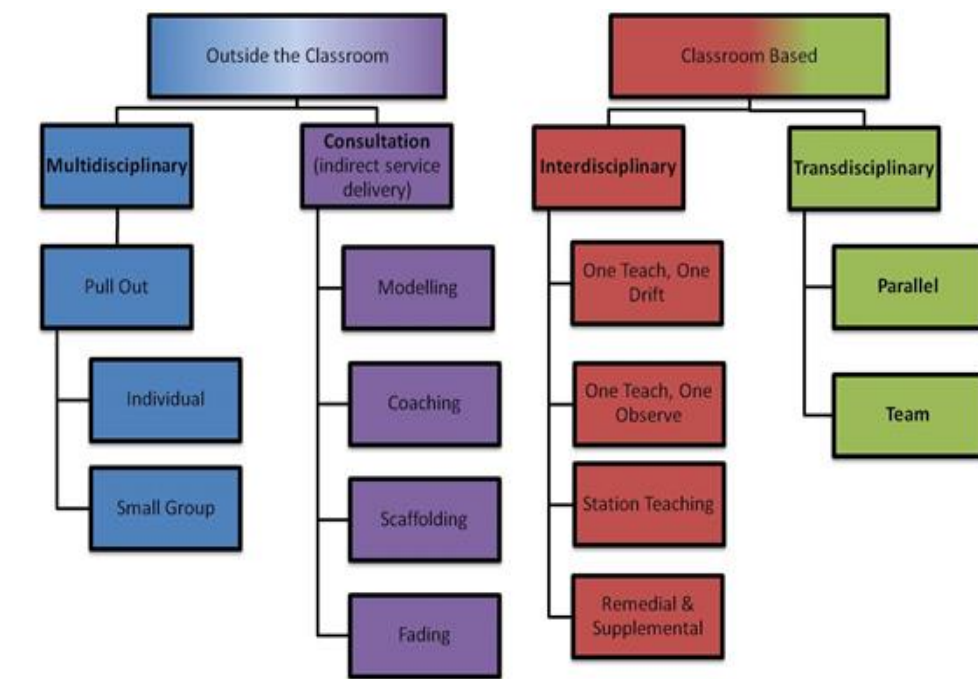 Outside the Classroom
Multidisciplinary
Pull Out
Individual
Small Group
Consultation
(indirect service
delivery)
Modelling
Coaching
Scaffolding
Fading
Classroom Based
Interdisciplinary
One Teach, One
Drift
One Teach, One
Observe
Station Teaching
Remedial &
Supplemental
Transdisciplinary
Parallel
Team